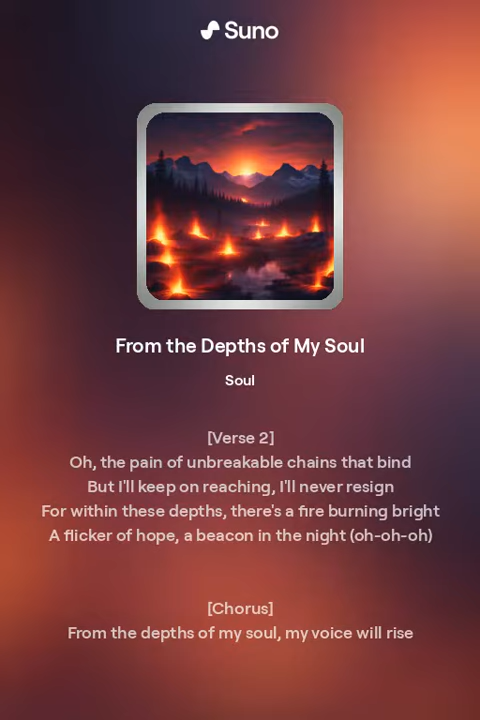 Suno
From the Depths of My Soul
Soul
[Verse 2]
Oh, the pain of unbreakable chains that bind
But I'll keep on reaching, I'll never resign
For within these depths, there's a fire burning bright
A flicker of hope, a beacon in the night (oh-oh-oh)
[Chorus]
From the depths of my soul, my voice will rise